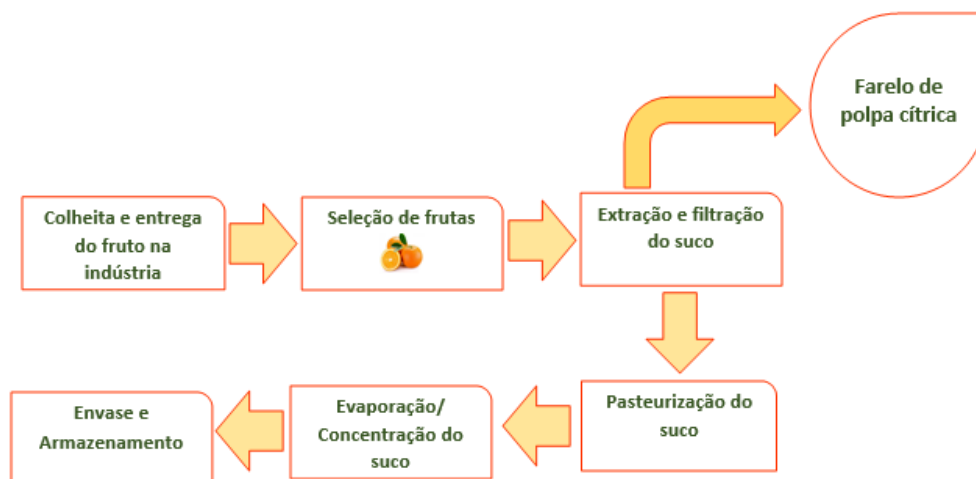 Farelo de
polpa cítrica
Colheita e entrega
do fruto na
indústria
Seleção de frutas
Extração e filtração
do suco
Pasteurização do
suco
Evaporação/
Concentração do
suco
Envase e
Armazenamento